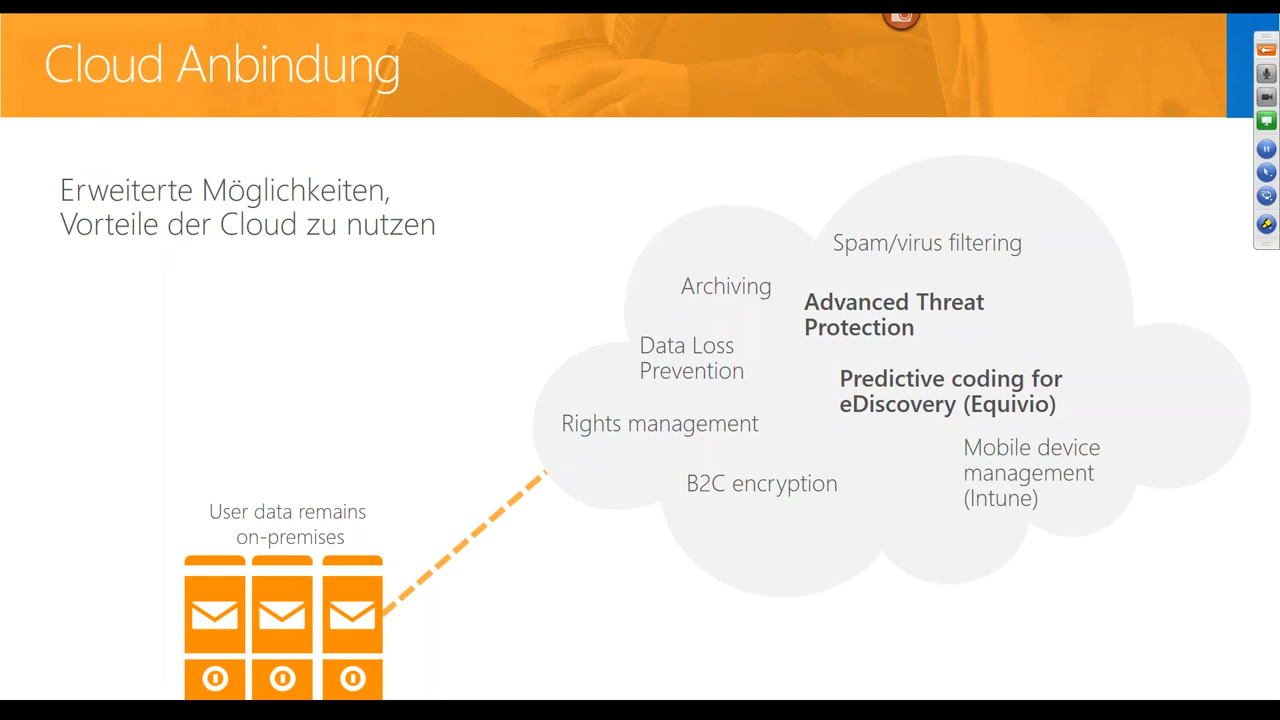 Cloud Anbindung
Erweiterte Möglichkeiten,
Vorteile der Cloud zu nutzen
Spam/virus filtering
Archiving
Advanced Threat
Protection
Data Loss
Prevention
Predictive coding for
eDiscovery (Equivio)
Rights management
Mobile device
management
(Intune)
B2C encryption
User data remains
on-premises